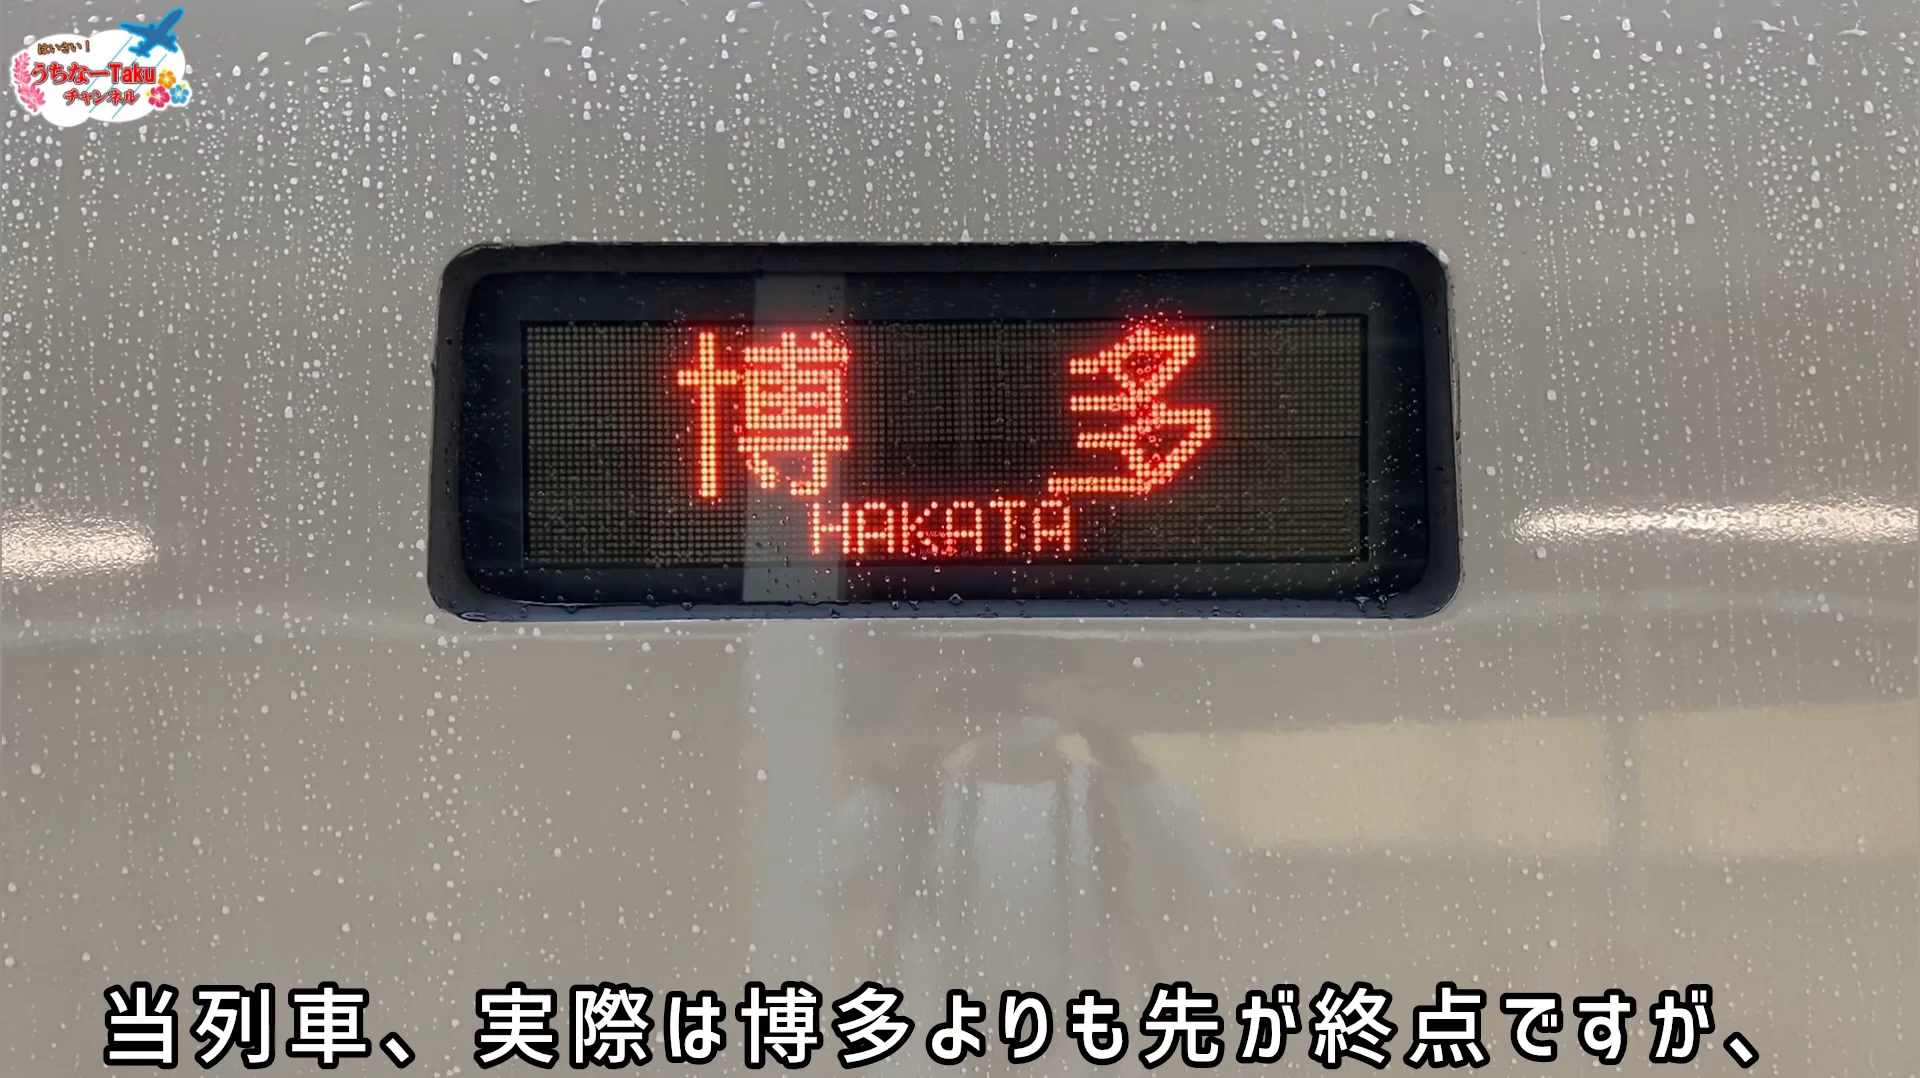 はいさい！
うちなーTaku
チャンネル
博多
HAKATA
当列車、実際は博多よりも先が終点ですが、